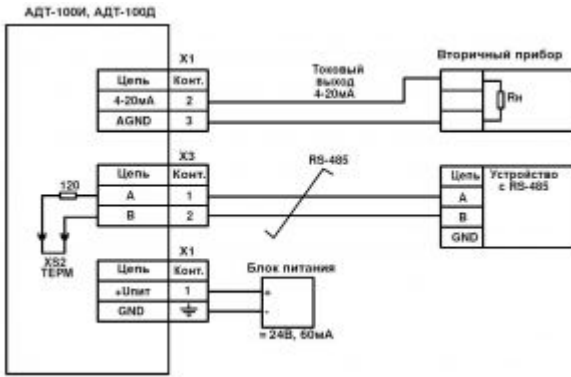 АДТ-100И, АДТ-100Д
X1
Цепь Конт.
4-20мА 2
AGND 3
Токовый
выход
4-20мА
Вторичный прибор
Rн
X3
Цепь Конт.
A 1
B 2
120
XS2
ТЕРМ
RS-485
Цепь
A
B
GND
Устройство
с RS-485
X1
Цепь Конт.
+Uпит 1
GND
Блок питания
+
-
= 24В, 60мА